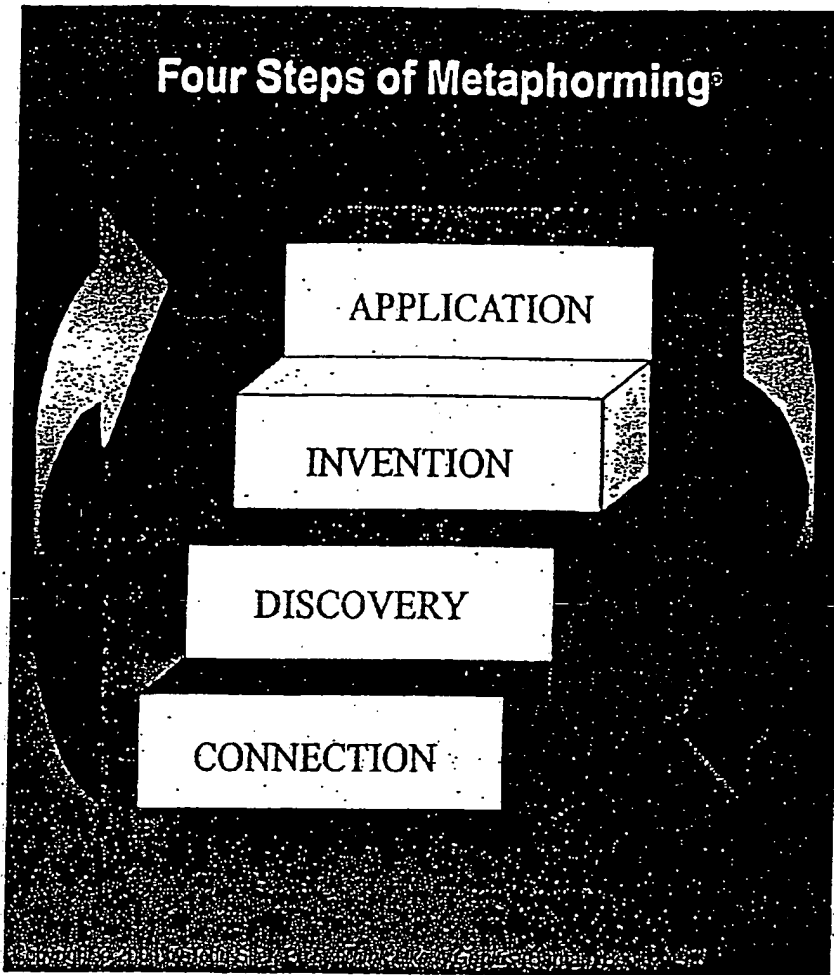 Four Steps of Metaphorming®
APPLICATION
INVENTION
DISCOVERY
CONNECTION